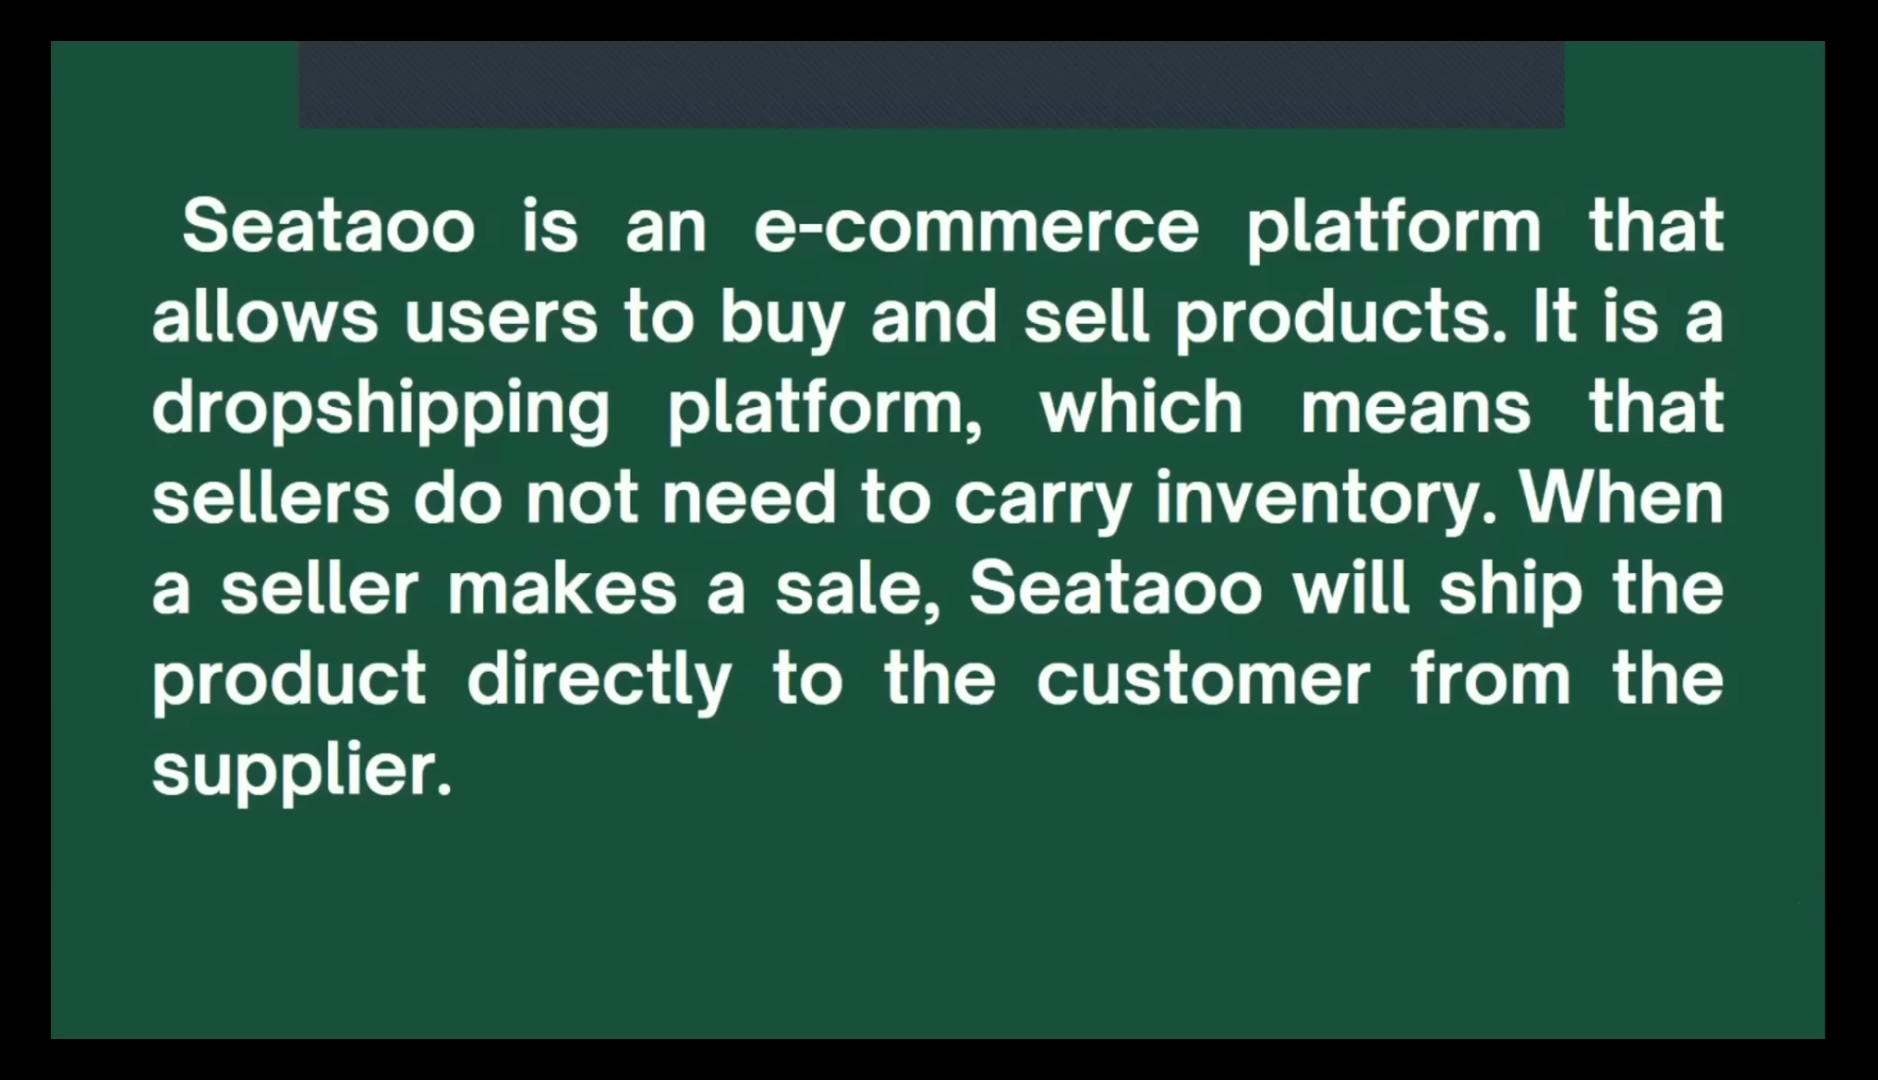 Seataoo is an e-commerce platform that
allows users to buy and sell products. It is a
dropshipping platform, which means that
sellers do not need to carry inventory. When
a seller makes a sale, Seataoo will ship the
product directly to the customer from the
supplier.